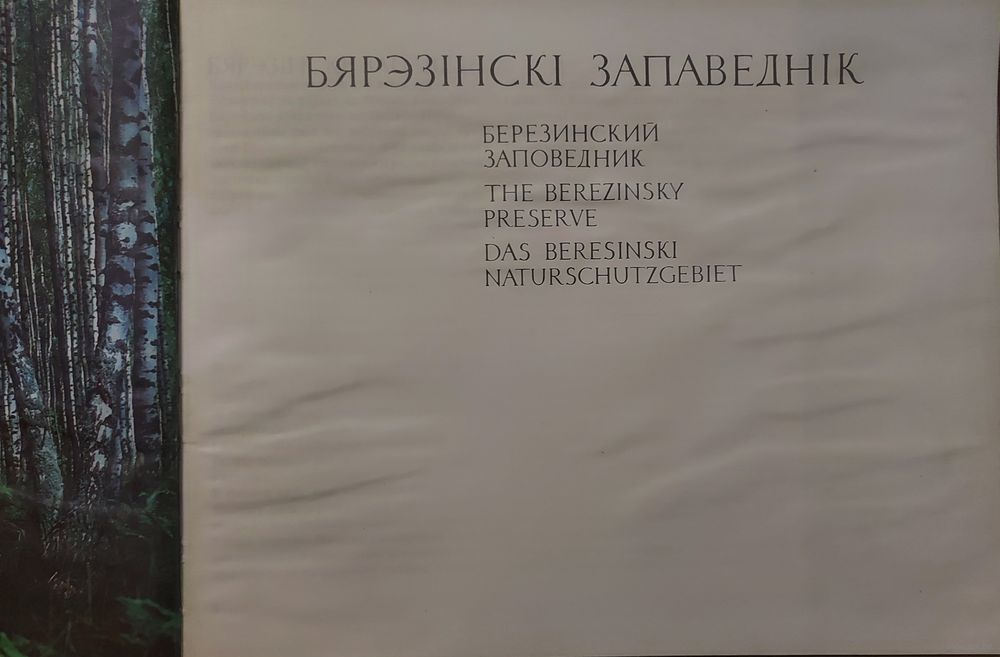 БЯРЭЗІНСКІ ЗАПАВЕДНІК
БЕРЕЗИНСКИЙ
ЗАПОВЕДНИК
THE BEREZINSKY
PRESERVE
DAS BERESINSKI
NATURSCHUTZGEBIET